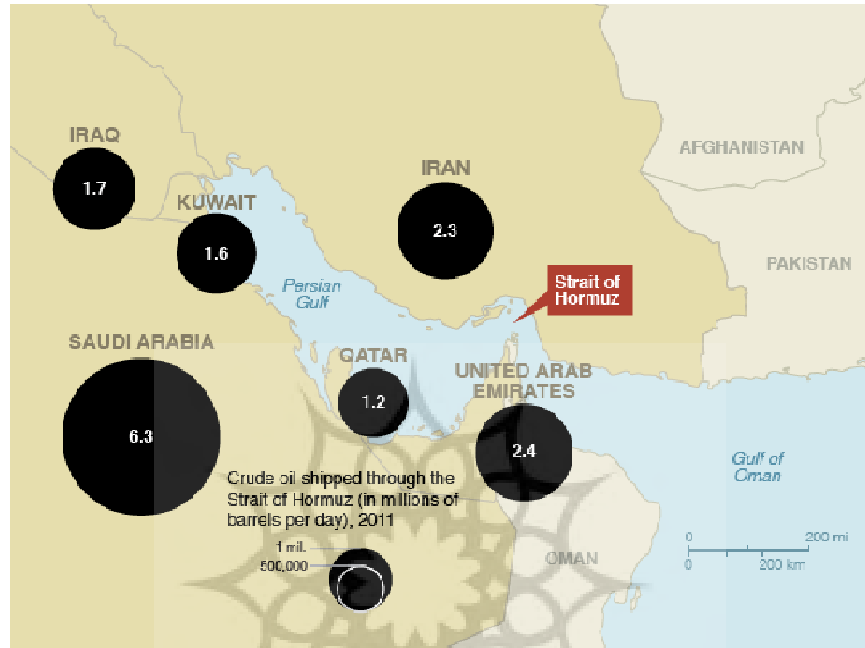 IRAQ
1.7
KUWAIT
1.6
IRAN
2.3
AFGHANISTAN
PAKISTAN
Strait of
Hormuz
Persian
Gulf
SAUDI ARABIA
6.3
QATAR
1.2
UNITED ARAB
EMIRATES
2.4
Gulf of
Oman
Crude oil shipped through the
Strait of Hormuz (in millions of
barrels per day), 2011
1 mil.
500,000
OMAN
0 200 mi
0 200 km